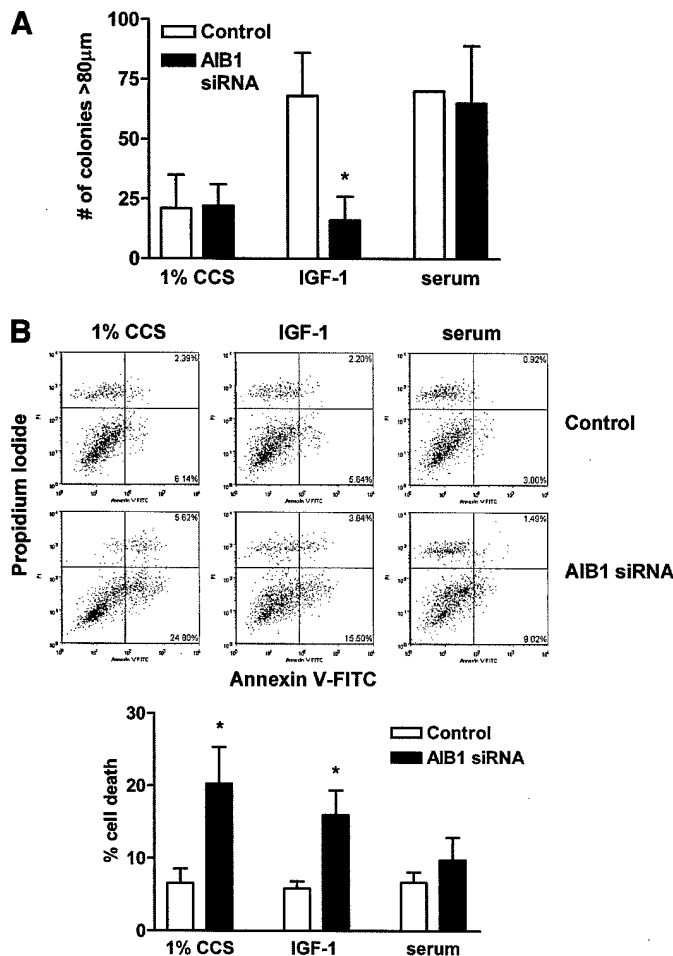 A
# of colonies >80µm
100
75
50
25
0
Control
AIB1
siRNA
*
1% CCS
IGF-1
serum
B
1% CCS
IGF-1
serum
Propidium Iodide
2.39%
6.14%
2.20%
5.64%
0.92%
3.00%
Control
5.62%
24.80%
3.84%
15.50%
1.49%
9.02%
AIB1 siRNA
PI
Annexin V-FITC
Annexin V-FITC
% cell death
30
20
10
0
*
*
Control
AIB1 siRNA
1% CCS
IGF-1
serum